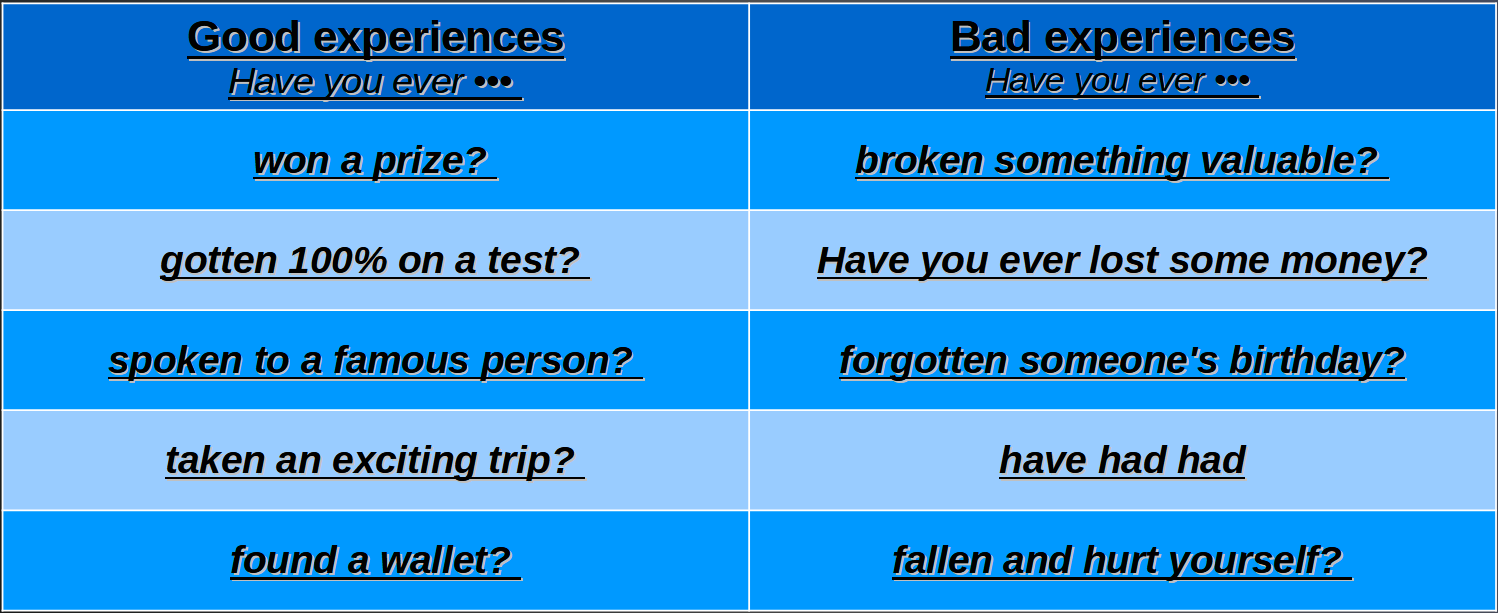 Good experiences
Have you ever •••
Bad experiences
Have you ever •••
won a prize?
broken something valuable?
gotten 100% on a test?
Have you ever lost some money?
spoken to a famous person?
forgotten someone's birthday?
taken an exciting trip?
have had had
found a wallet?
fallen and hurt yourself?